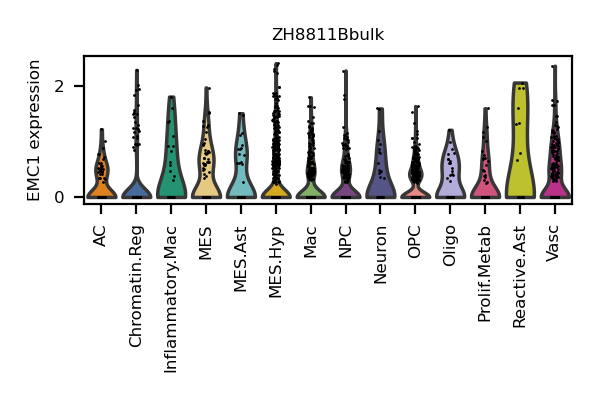 ZH8811Bbulk
EMC1 expression
2
0
AC
Chromatin.Reg
Inflammatory.Mac
MES
MES.Ast
MES.Hyp
Mac
NPC
Neuron
OPC
Oligo
Prolif.Metab
Reactive.Ast
Vasc